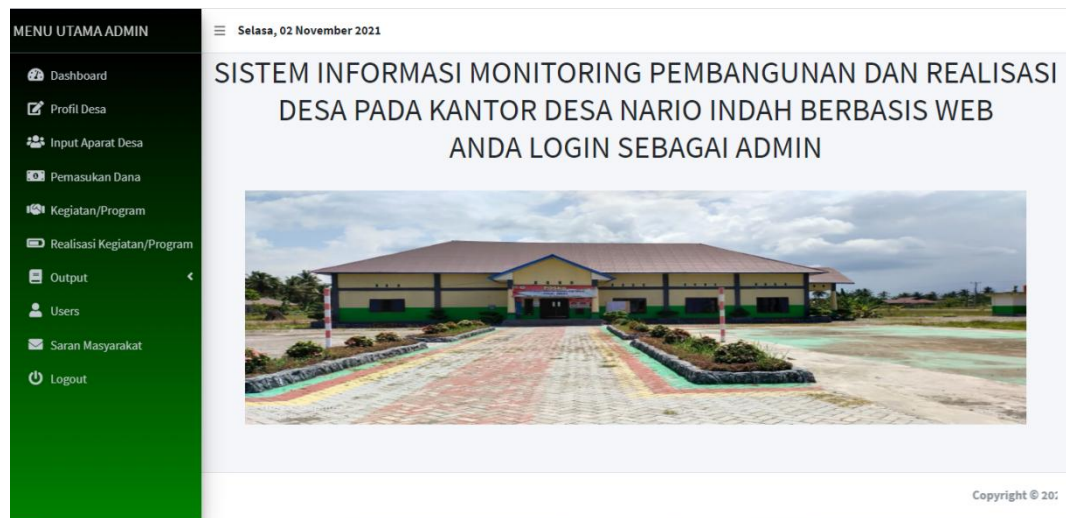 MENU UTAMA ADMIN
Selasa, 02 November 2021
Dashboard
Profil Desa
Input Aparat Desa
Pemasukan Dana
Kegiatan/Program
Realisasi Kegiatan/Program
Output
Users
Saran Masyarakat
Logout
SISTEM INFORMASI MONITORING PEMBANGUNAN DAN REALISASI
DESA PADA KANTOR DESA NARIO INDAH BERBASIS WEB
ANDA LOGIN SEBAGAI ADMIN
Copyright ©